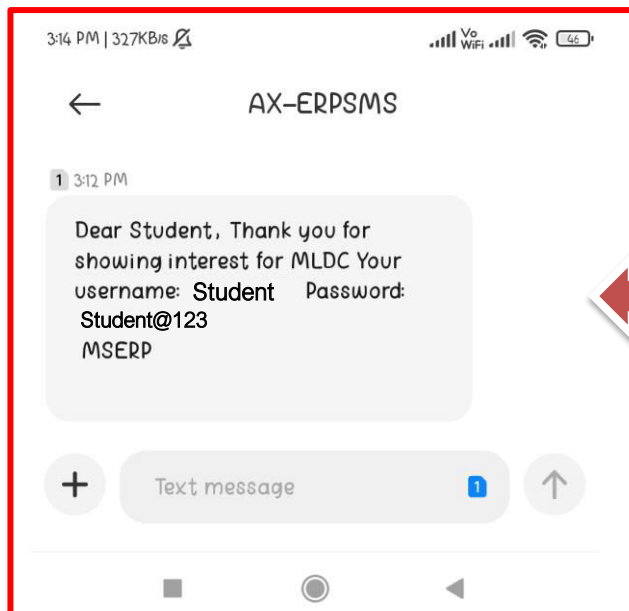 3:14 PM | 327KB/s Vo WiFi 46
AX-ERPSMS
1 3:12 PM
Dear Student, Thank you for
showing interest for MLDC Your
username: Student Password:
Student@123
MSERP
Text message 1